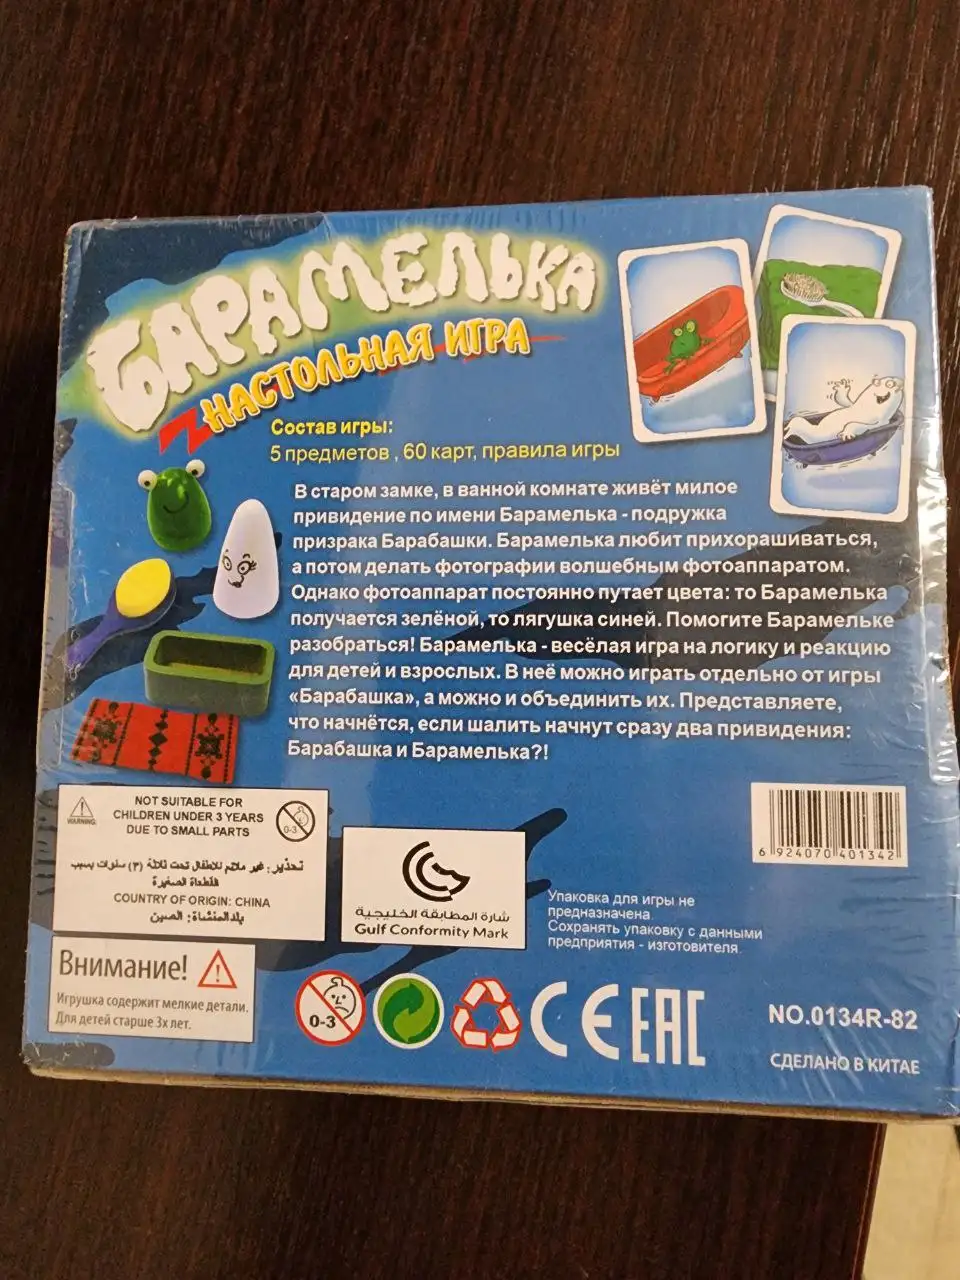 БАРАМЕЛЬКА
НАСТОЛЬНАЯ ИГРА
Состав игры:
5 предметов , 60 карт, правила игры
В старом замке, в ванной комнате живёт милое
привидение по имени Барамелька - подружка
призрака Барабашки. Барамелька любит прихорашиваться,
а потом делать фотографии волшебным фотоаппаратом.
Однако фотоаппарат постоянно путает цвета: то Барамелька
получается зелёной, то лягушка синей. Помогите Барамельке
разобраться! Барамелька - весёлая игра на логику и реакцию
для детей и взрослых. В неё можно играть отдельно от игры
«Барабашка», а можно и объединить их. Представляете,
что начнётся, если шалить начнут сразу два привидения:
Барабашка и Барамелька?!
WARNING:
NOT SUITABLE FOR
CHILDREN UNDER 3 YEARS
DUE TO SMALL PARTS
0-3
تحذير: غير ملائم للاطفال تحت ثلاثة (٣) سنوات بسبب
القطعاة الصغيرة
COUNTRY OF ORIGIN: CHINA
بلدالمنشاة: الصين
شارة المطابقة الخليجية
Gulf Conformity Mark
6 924070 401342
Упаковка для игры не
предназначена.
Сохранять упаковку с данными
предприятия - изготовителя.
Внимание!
Игрушка содержит мелкие детали.
Для детей старше 3х лет.
0-3
CE EAC
NO.0134R-82
СДЕЛАНО В КИТАЕ